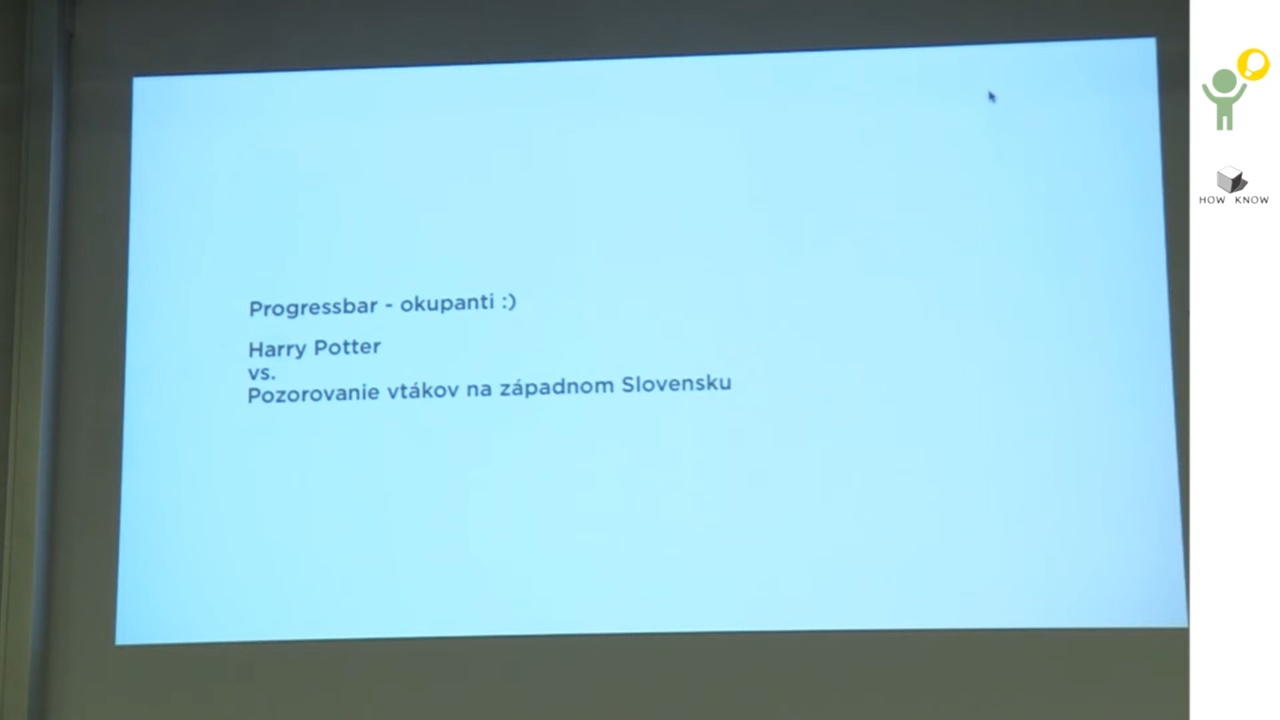 Progressbar - okupanti :)
Harry Potter
vs.
Pozorovanie vtákov na západnom Slovensku
HOW KNOW